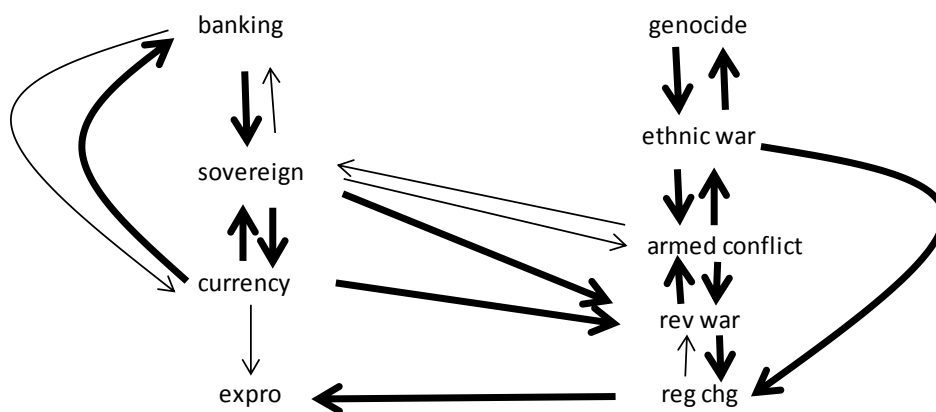 banking
sovereign
currency
expro
genocide
ethnic war
armed conflict
rev war
reg chg